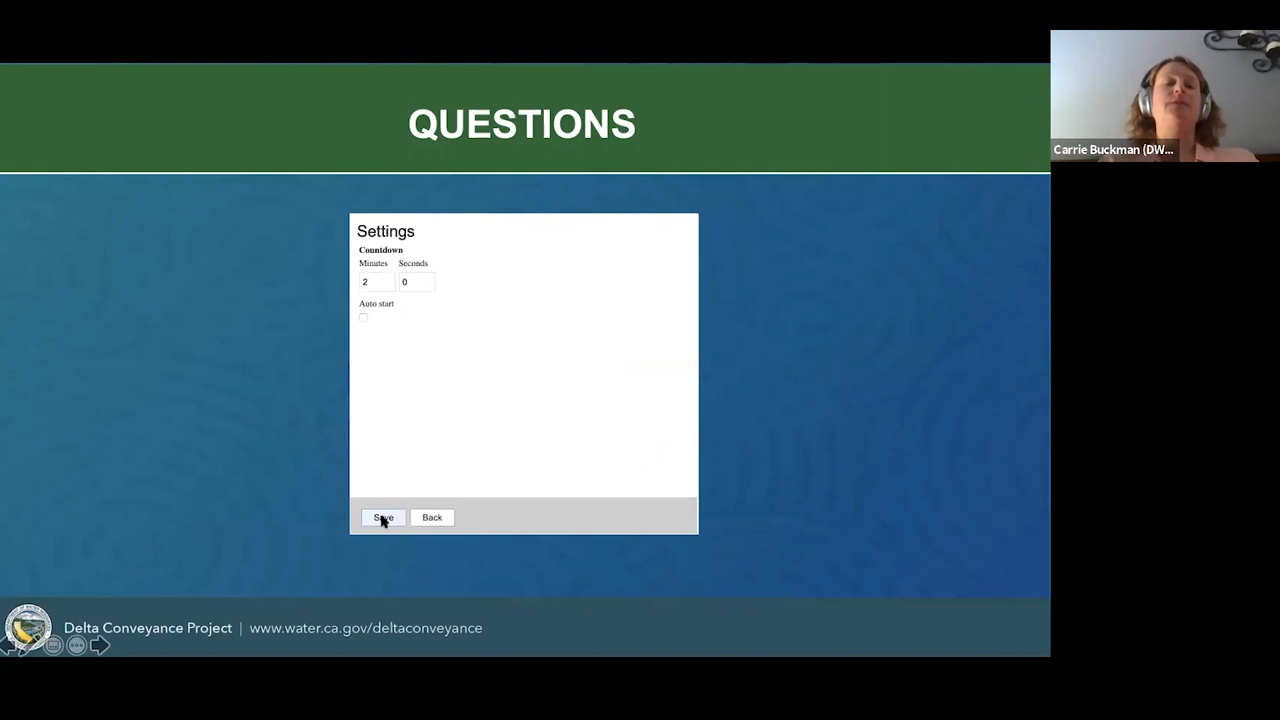 QUESTIONS
Carrie Buckman (DW...
Settings
Countdown
Minutes Seconds
2 0
Auto start
Save Back
Delta Conveyance Project | www.water.ca.gov/deltaconveyance